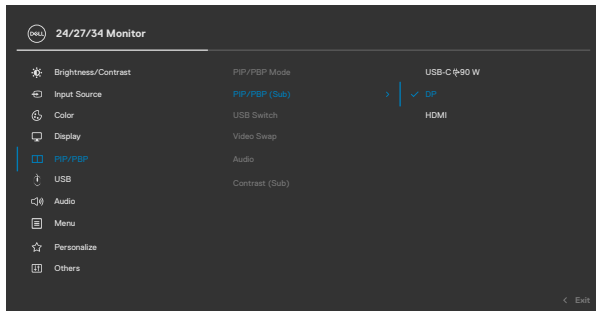 DELL 24/27/34 Monitor
Brightness/Contrast PIP/PBP Mode USB-C 90 W
Input Source PIP/PBP (Sub) DP
Color USB Switch HDMI
Display Video Swap
PIP/PBP Audio
USB Contrast (Sub)
Audio
Menu
Personalize
Others
Exit